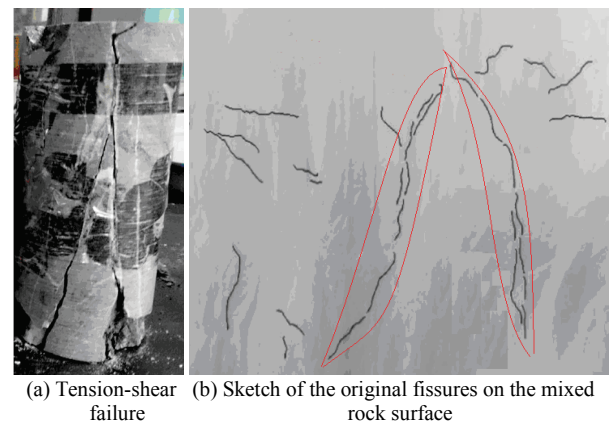 (a) Tension-shear
failure
(b) Sketch of the original fissures on the mixed
rock surface